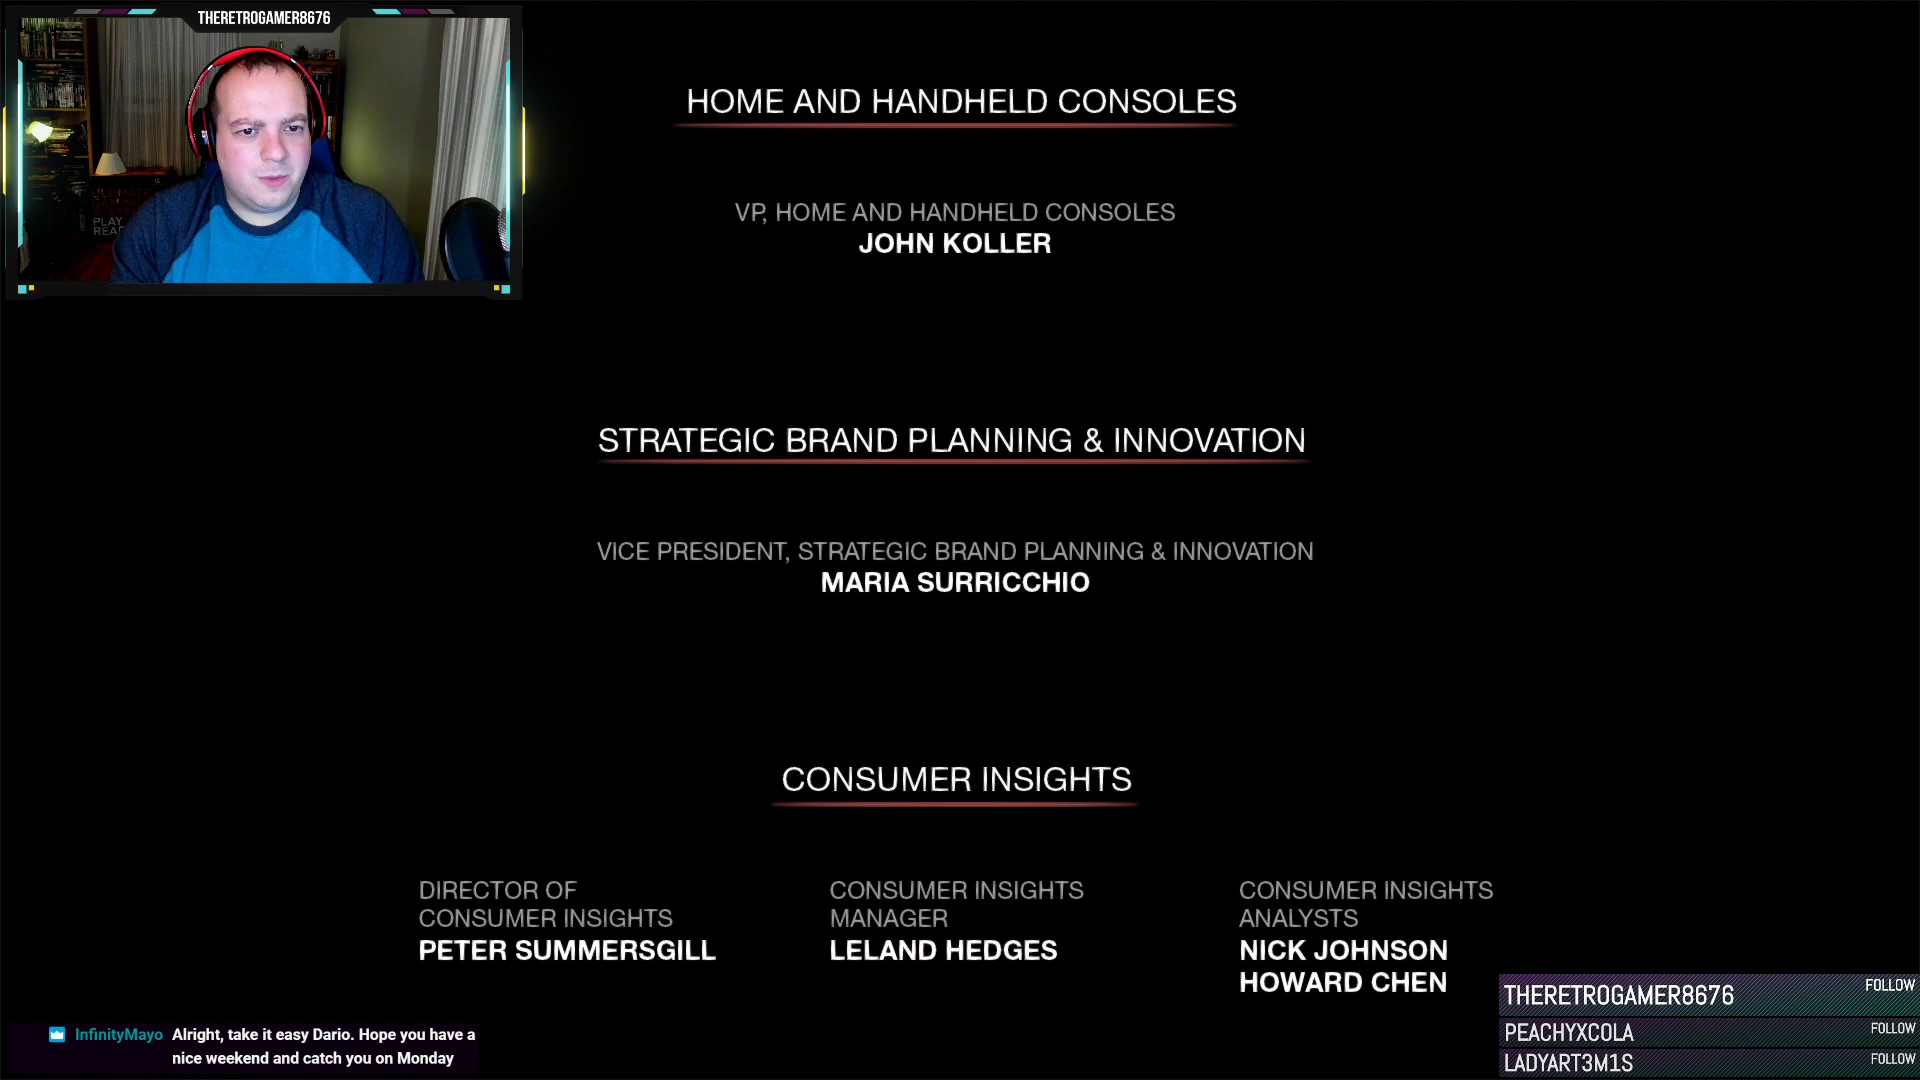 THERETROGAMER8676
PLAY
HOME AND HANDHELD CONSOLES
VP, HOME AND HANDHELD CONSOLES
JOHN KOLLER
STRATEGIC BRAND PLANNING & INNOVATION
VICE PRESIDENT, STRATEGIC BRAND PLANNING & INNOVATION
MARIA SURRICCHIO
CONSUMER INSIGHTS
DIRECTOR OF
CONSUMER INSIGHTS
PETER SUMMERSGILL
CONSUMER INSIGHTS
MANAGER
LELAND HEDGES
CONSUMER INSIGHTS
ANALYSTS
NICK JOHNSON
HOWARD CHEN
InfinityMayo Alright, take it easy Dario. Hope you have a
nice weekend and catch you on Monday
THERETROGAMER8676 FOLLOW
PEACHYXCOLA FOLLOW
LADYART3M1S FOLLOW